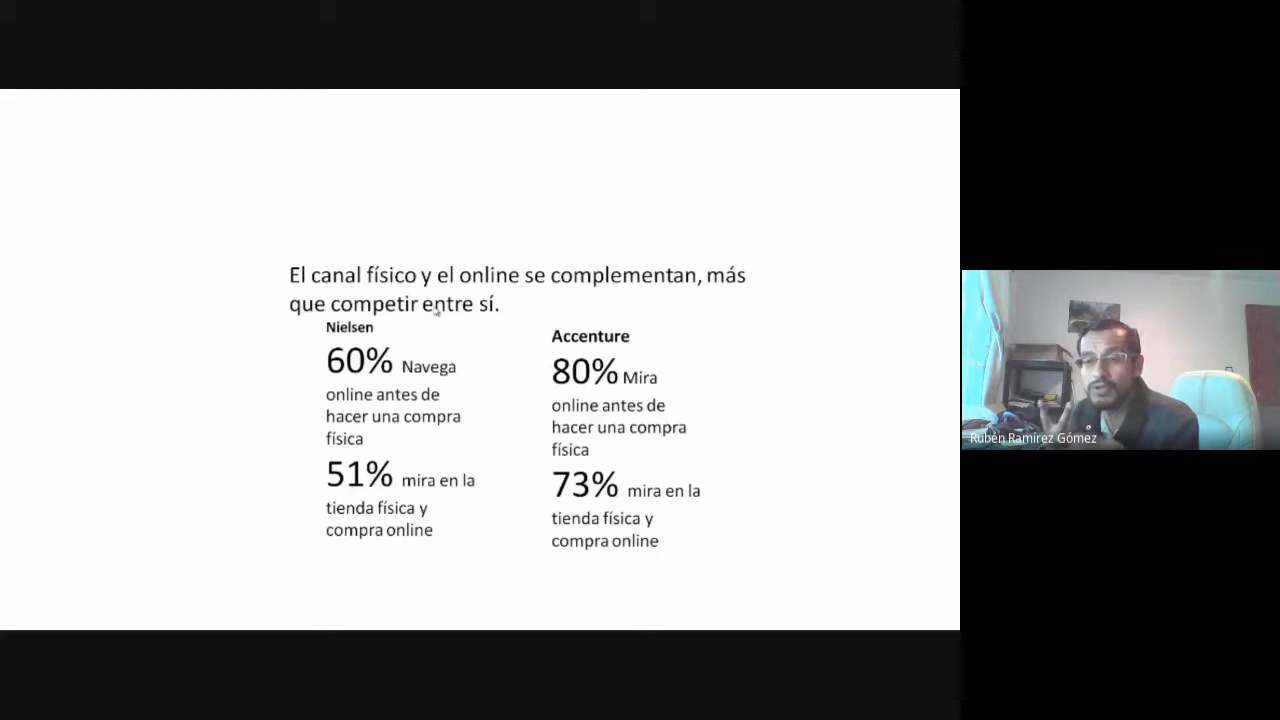 El canal físico y el online se complementan, más
que competir entre sí.
Nielsen
60% Navega
online antes de
hacer una compra
física
51% mira en la
tienda física y
compra online
Accenture
80% Mira
online antes de
hacer una compra
física
73% mira en la
tienda física y
compra online
Rubén Ramírez Gómez